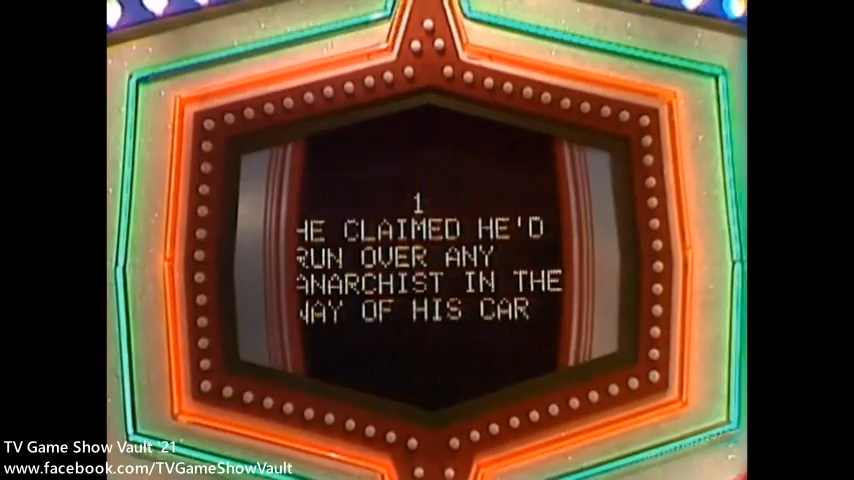 1
HE CLAIMED HE'D
RUN OVER ANY
ANARCHIST IN THE
WAY OF HIS CAR
TV Game Show Vault '21
www.facebook.com/TVGameShowVault